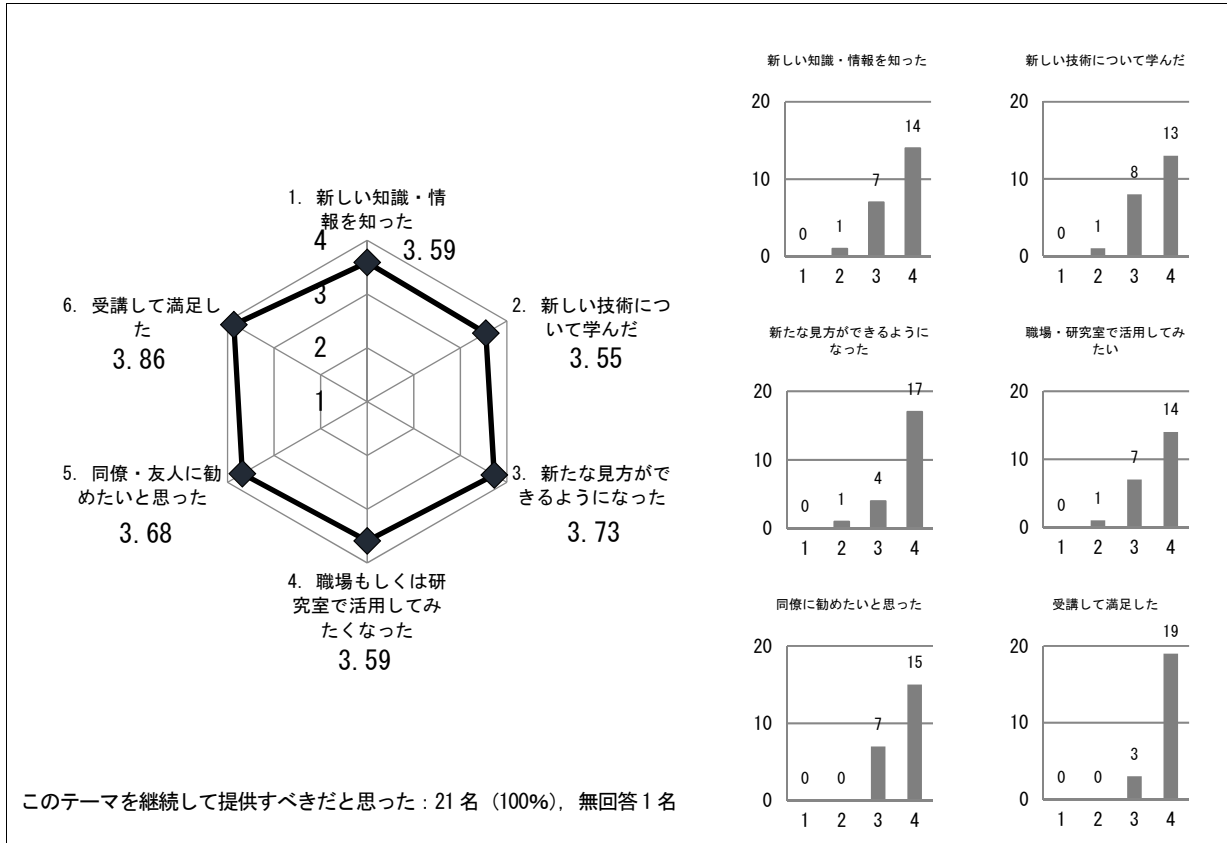 1. 新しい知識・情
報を知った
3.59
4
3
2
1
2. 新しい技術につ
いて学んだ
3.55
3. 新たな見方がで
きるようになった
3.73
4. 職場もしくは研
究室で活用してみ
たくなった
3.59
5. 同僚・友人に勧
めたいと思った
3.68
6. 受講して満足し
た
3.86
このテーマを継続して提供すべきだと思った：21名（100%），無回答1名
新しい知識・情報を知った
20
10
0
0
1
7
14
1 2 3 4
新しい技術について学んだ
20
10
0
0
1
8
13
1 2 3 4
新たな見方ができるように
なった
20
10
0
0
1
4
17
1 2 3 4
職場・研究室で活用してみ
たい
20
10
0
0
1
7
14
1 2 3 4
同僚に勧めたいと思った
20
10
0
0
0
7
15
1 2 3 4
受講して満足した
20
10
0
0
0
3
19
1 2 3 4